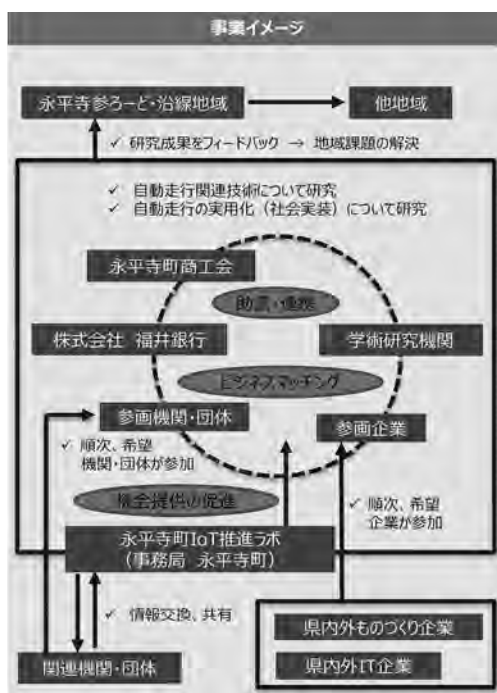 事業イメージ
永平寺参ろーど・沿線地域
他地域
✓ 研究成果をフィードバック → 地域課題の解決
✓ 自動走行関連技術について研究
✓ 自動走行の実用化（社会実装）について研究
永平寺町商工会
助言・連携
株式会社 福井銀行
学術研究機関
ビジネスマッチング
参画機関・団体
参画企業
✓ 順次、希望
機関・団体が参加
機会提供の促進
✓ 順次、希望
企業が参加
永平寺町IoT推進ラボ
（事務局 永平寺町）
✓ 情報交換、共有
県内外ものづくり企業
関連機関・団体
県内外IT企業